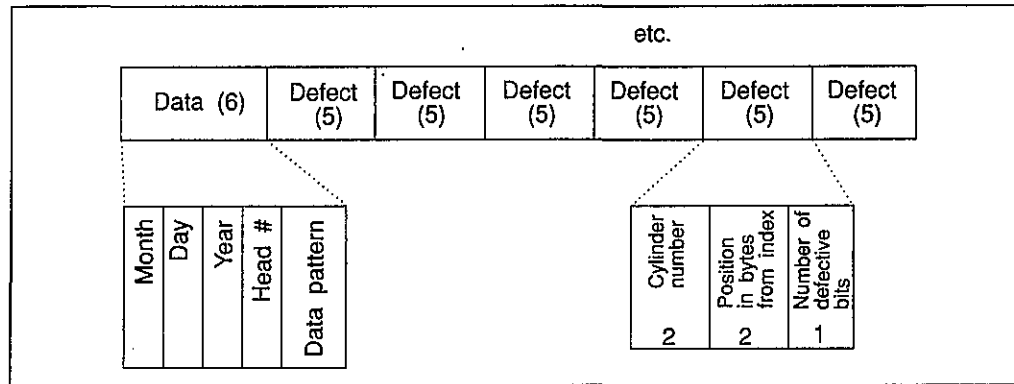 etc.
Data (6)
Defect
(5)
Defect
(5)
Defect
(5)
Defect
(5)
Defect
(5)
Defect
(5)
Month
Day
Year
Head #
Data pattern
Cylinder
number
2
Position
in bytes
from index
2
Number of
defective
bits
1